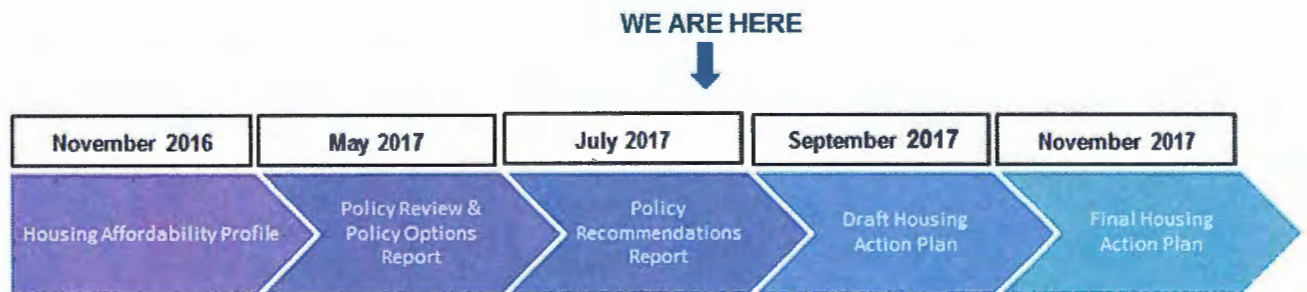 WE ARE HERE
November 2016
May 2017
July 2017
September 2017
November 2017
Housing Affordability Profile
Policy Review &
Policy Options
Report
Policy
Recommendations
Report
Draft Housing
Action Plan
Final Housing
Action Plan